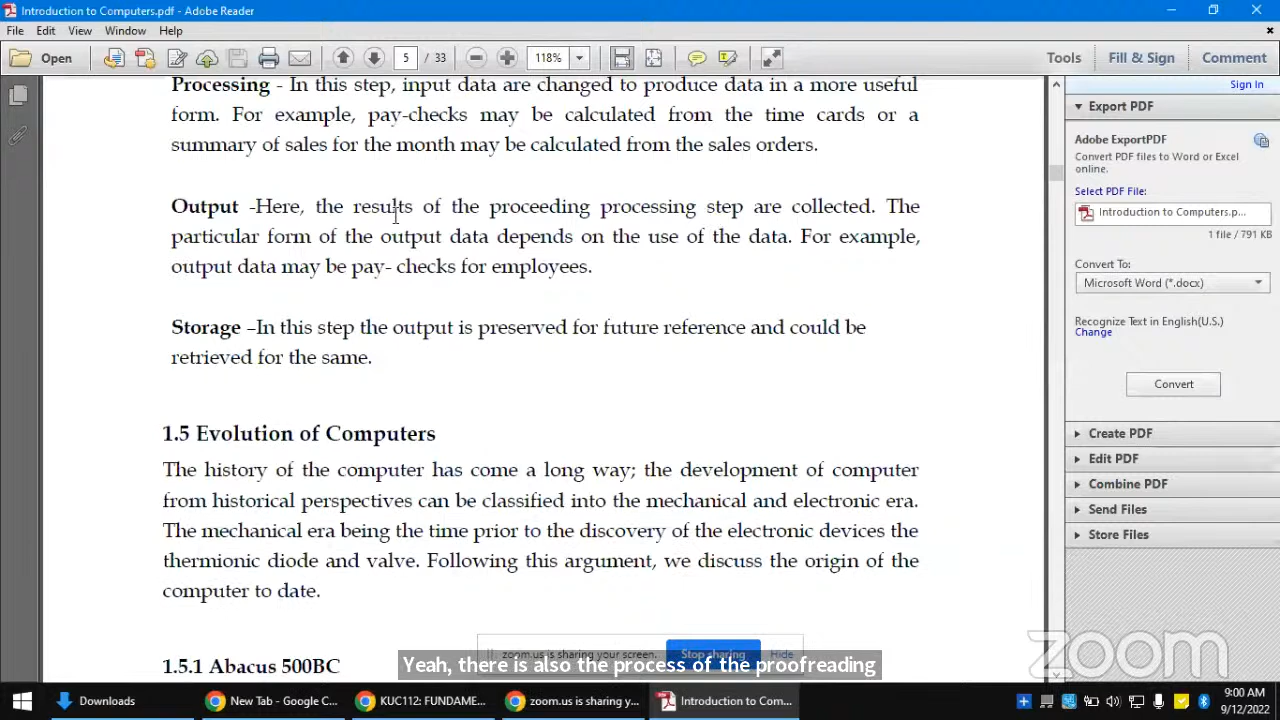 Introduction to Computers.pdf - Adobe Reader
File Edit View Window Help
Open 5 / 33 118% Tools Fill & Sign Comment
Processing - In this step, input data are changed to produce data in a more useful
form. For example, pay-checks may be calculated from the time cards or a
summary of sales for the month may be calculated from the sales orders.
Output -Here, the results of the proceeding processing step are collected. The
particular form of the output data depends on the use of the data. For example,
output data may be pay- checks for employees.
Storage –In this step the output is preserved for future reference and could be
retrieved for the same.
1.5 Evolution of Computers
The history of the computer has come a long way; the development of computer
from historical perspectives can be classified into the mechanical and electronic era.
The mechanical era being the time prior to the discovery of the electronic devices the
thermionic diode and valve. Following this argument, we discuss the origin of the
computer to date.
1.5.1 Abacus 500BC
Sign In
Export PDF
Adobe ExportPDF
Convert PDF files to Word or Excel
online.
Select PDF File:
Introduction to Computers.p...
1 file / 791 KB
Convert To:
Microsoft Word (*.docx)
Recognize Text in English(U.S.)
Change
Convert
Create PDF
Edit PDF
Combine PDF
Send Files
Store Files
zoom.us is sharing your screen. Stop sharing Hide
Yeah, there is also the process of the proofreading
zoom
Downloads New Tab - Google C... KUC112: FUNDAME... zoom.us is sharing y... Introduction to Com...
9:00 AM
9/12/2022